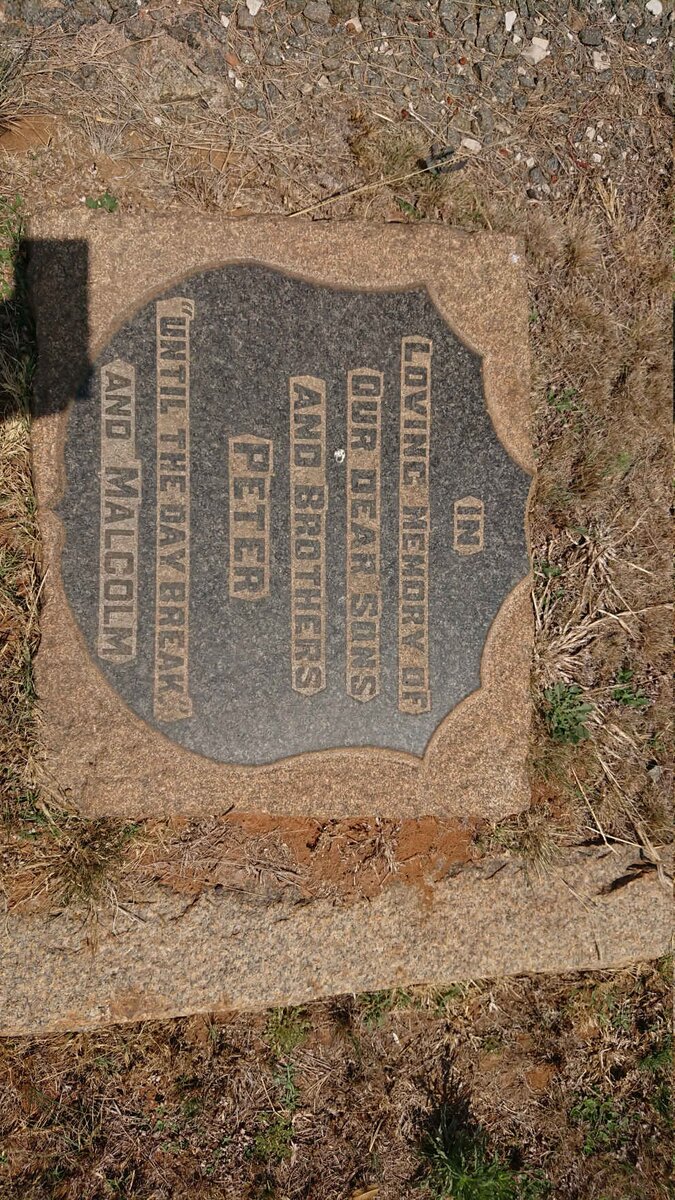 IN
LOVING MEMORY OF
OUR DEAR SONS
AND BROTHERS
PETER
"UNTIL THE DAY BREAK"
AND MALCOLM